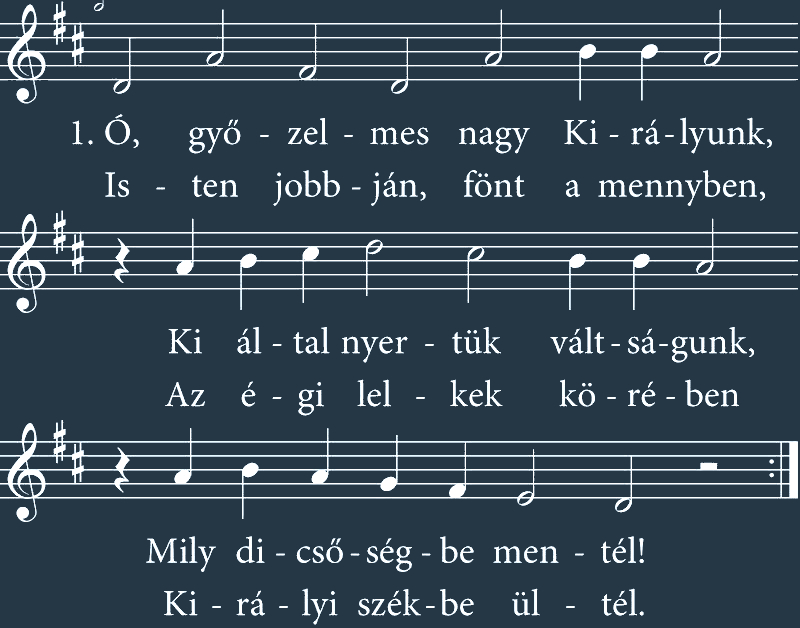 1. Ó, győ - zel - mes nagy Ki - rá - lyunk,
Is - ten jobb - ján, fönt a mennyben,
Ki ál - tal nyer - tük vált - sá - gunk,
Az é - gi lel - kek kö - ré - ben
Mily di - cső - ség - be men - tél!
Ki - rá - lyi szék - be ül - tél.